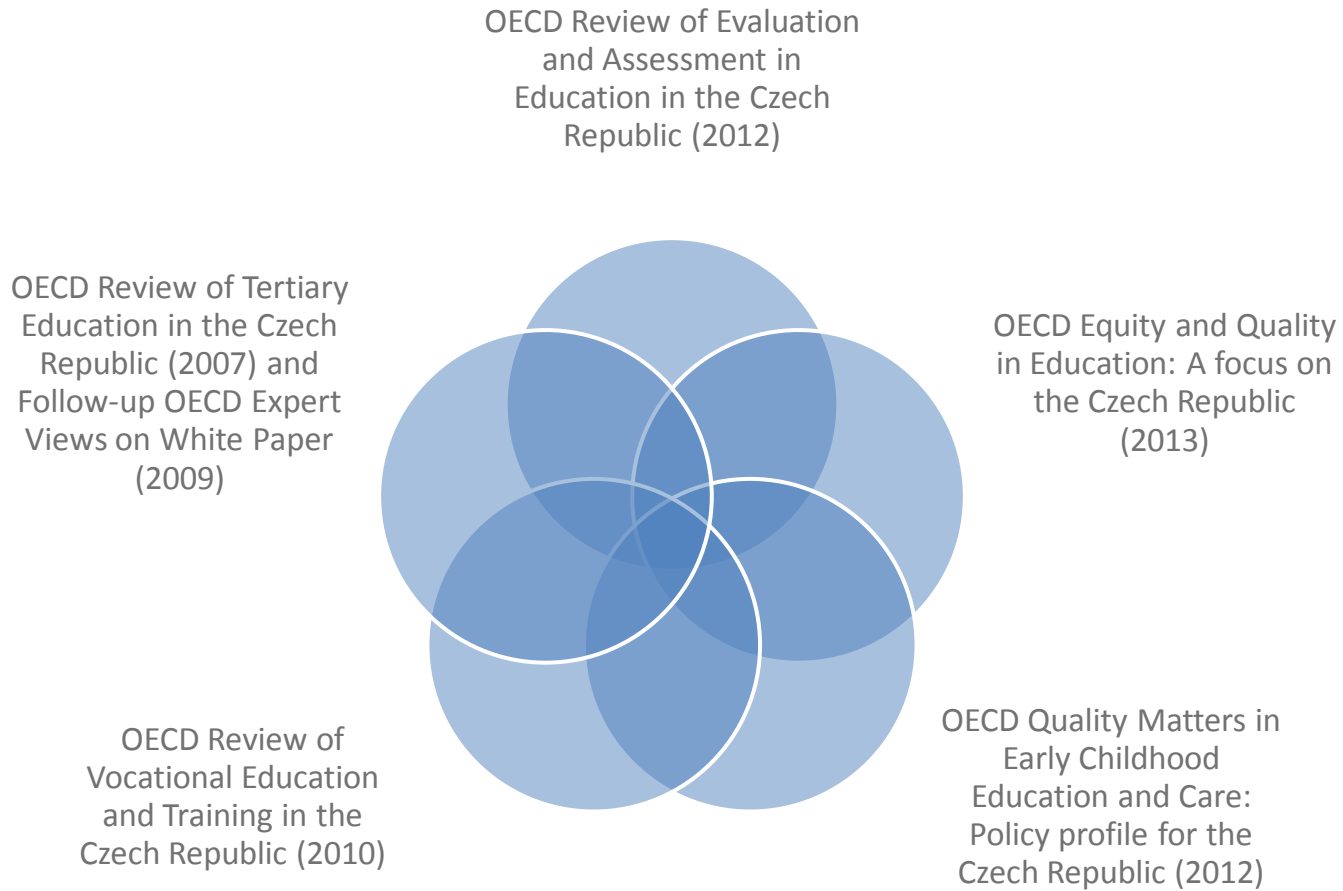 OECD Review of Evaluation
and Assessment in
Education in the Czech
Republic (2012)
OECD Review of Tertiary
Education in the Czech
Republic (2007) and
Follow-up OECD Expert
Views on White Paper
(2009)
OECD Equity and Quality
in Education: A focus on
the Czech Republic
(2013)
OECD Review of
Vocational Education
and Training in the
Czech Republic (2010)
OECD Quality Matters in
Early Childhood
Education and Care:
Policy profile for the
Czech Republic (2012)